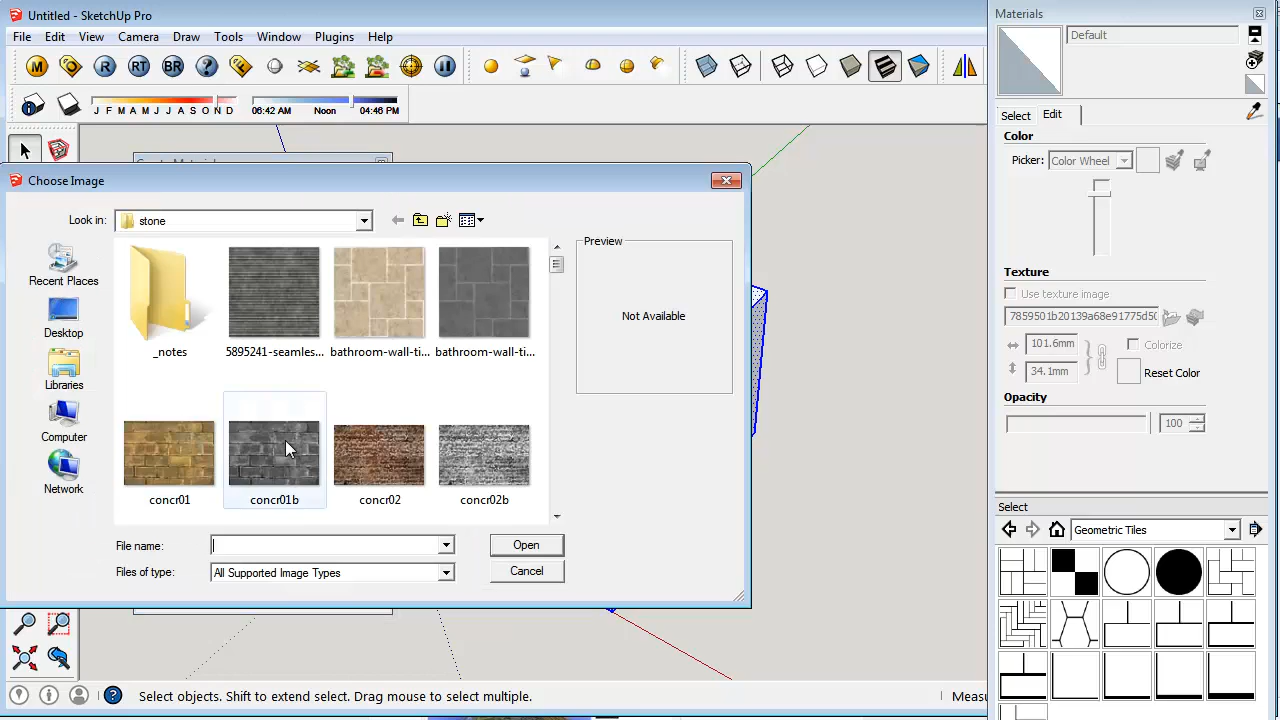 Untitled - SketchUp Pro
Materials
File Edit View Camera Draw Tools Window Plugins Help
Default
M R RT BR ?
J F M A M J J A S O N D 06:42 AM Noon 04:46 PM
Select Edit
Color
Picker: Color Wheel
Choose Image
Look in: stone
Recent Places
Desktop
Libraries
Computer
Network
_notes 5895241-seamles... bathroom-wall-ti... bathroom-wall-ti...
concr01 concr01b concr02 concr02b
Preview
Not Available
File name: Open
Files of type: All Supported Image Types Cancel
Texture
Use texture image
7859501b20139a68e91775d50
101.6mm
Colorize
34.1mm
Reset Color
Opacity
100
Select
Geometric Tiles
Select objects. Shift to extend select. Drag mouse to select multiple.
Measu